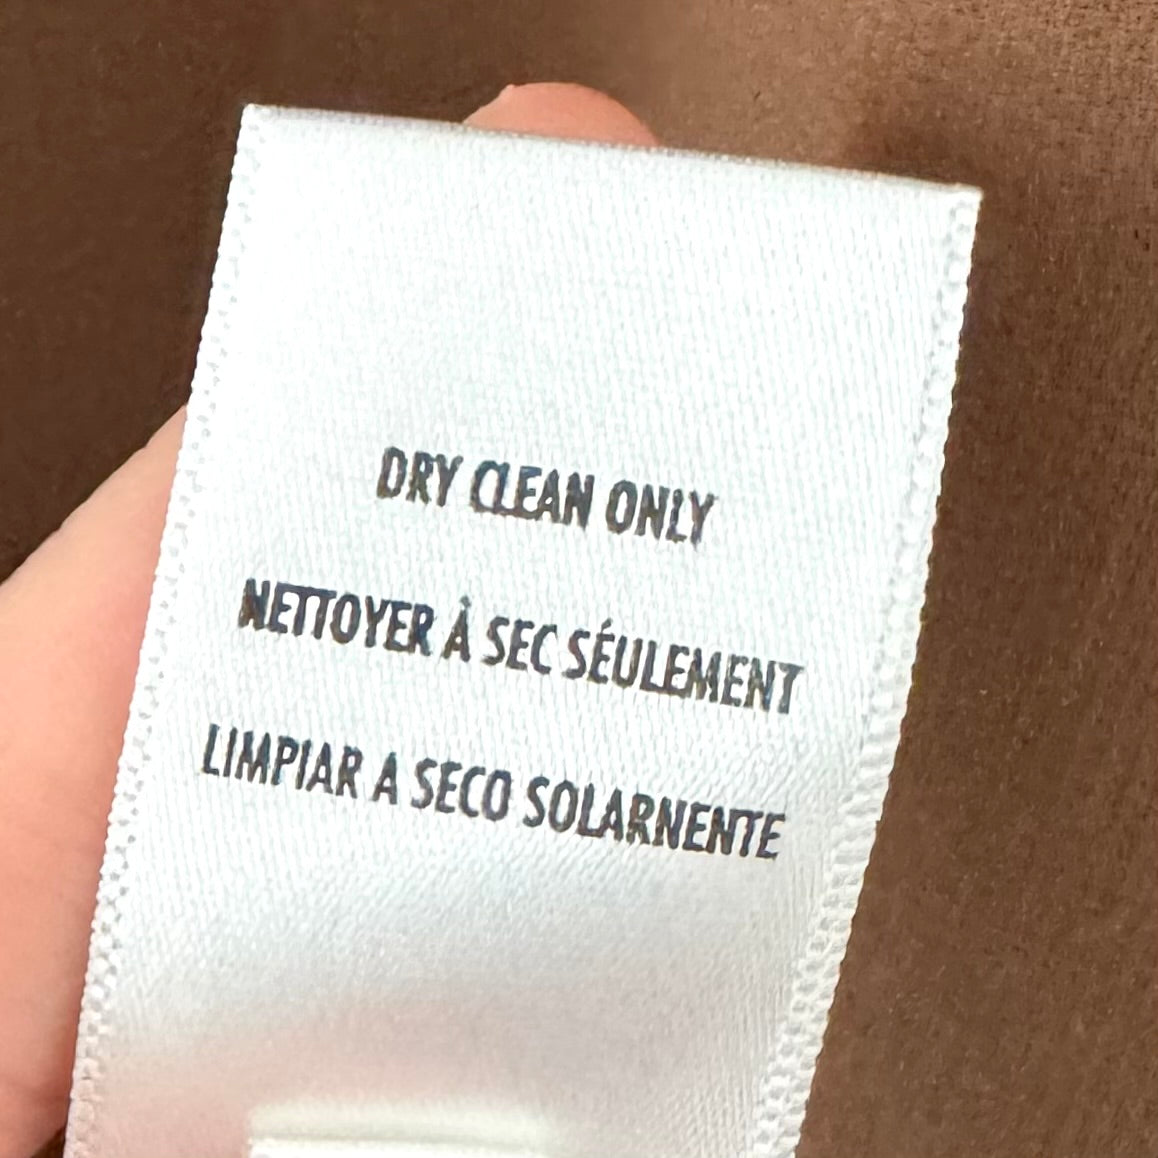 DRY CLEAN ONLY
NETTOYER À SEC SÉULEMENT
LIMPIAR A SECO SOLARNENTE